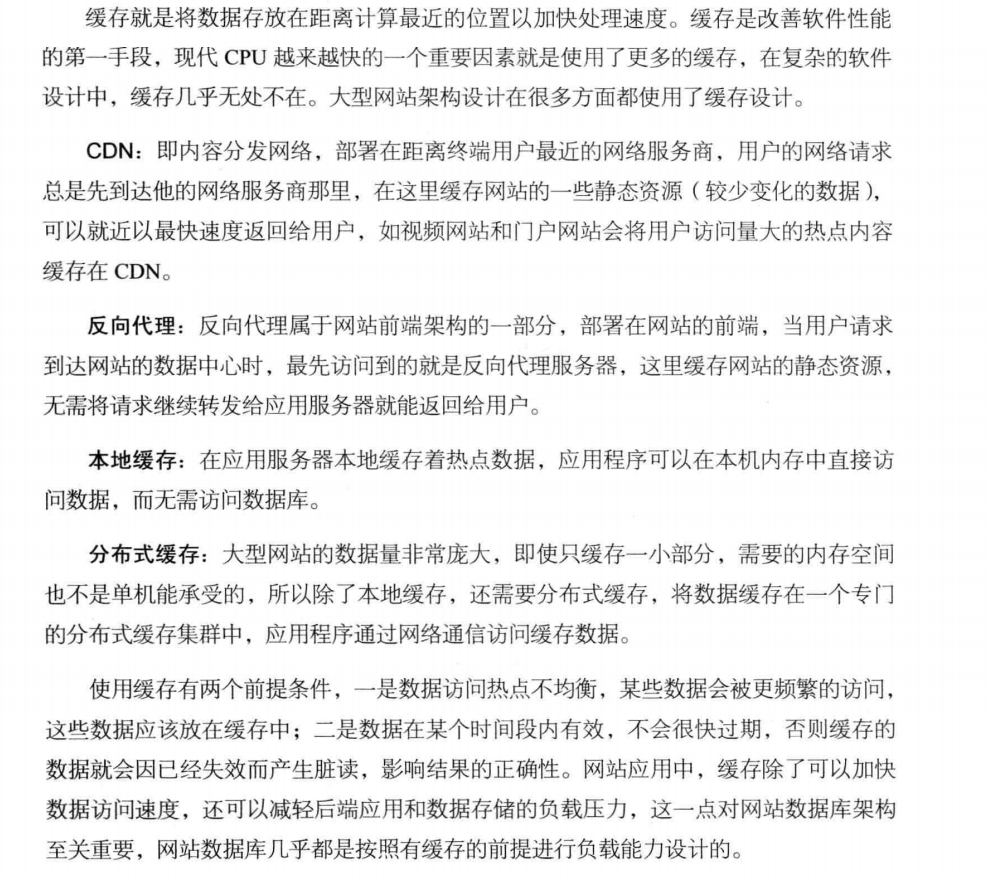 缓存就是将数据存放在距离计算最近的位置以加快处理速度。缓存是改善软件性能
的第一手段，现代 CPU 越来越快的一个重要因素就是使用了更多的缓存，在复杂的软件
设计中，缓存几乎无处不在。大型网站架构设计在很多方面都使用了缓存设计。
CDN：即内容分发网络，部署在距离终端用户最近的网络服务商，用户的网络请求
总是先到达他的网络服务商那里，在这里缓存网站的一些静态资源（较少变化的数据），
可以就近以最快速度返回给用户，如视频网站和门户网站会将用户访问量大的热点内容
缓存在 CDN。
反向代理：反向代理属于网站前端架构的一部分，部署在网站的前端，当用户请求
到达网站的数据中心时，最先访问到的就是反向代理服务器，这里缓存网站的静态资源，
无需将请求继续转发给应用服务器就能返回给用户。
本地缓存：在应用服务器本地缓存着热点数据，应用程序可以在本机内存中直接访
问数据，而无需访问数据库。
分布式缓存：大型网站的数据量非常庞大，即使只缓存一小部分，需要的内存空间
也不是单机能承受的，所以除了本地缓存，还需要分布式缓存，将数据缓存在一个专门
的分布式缓存集群中，应用程序通过网络通信访问缓存数据。
使用缓存有两个前提条件，一是数据访问热点不均衡，某些数据会被更频繁的访问，
这些数据应该放在缓存中；二是数据在某个时间段内有效，不会很快过期，否则缓存的
数据就会因已经失效而产生脏读，影响结果的正确性。网站应用中，缓存除了可以加快
数据访问速度，还可以减轻后端应用和数据存储的负载压力，这一点对网站数据库架构
至关重要，网站数据库几乎都是按照有缓存的前提进行负载能力设计的。